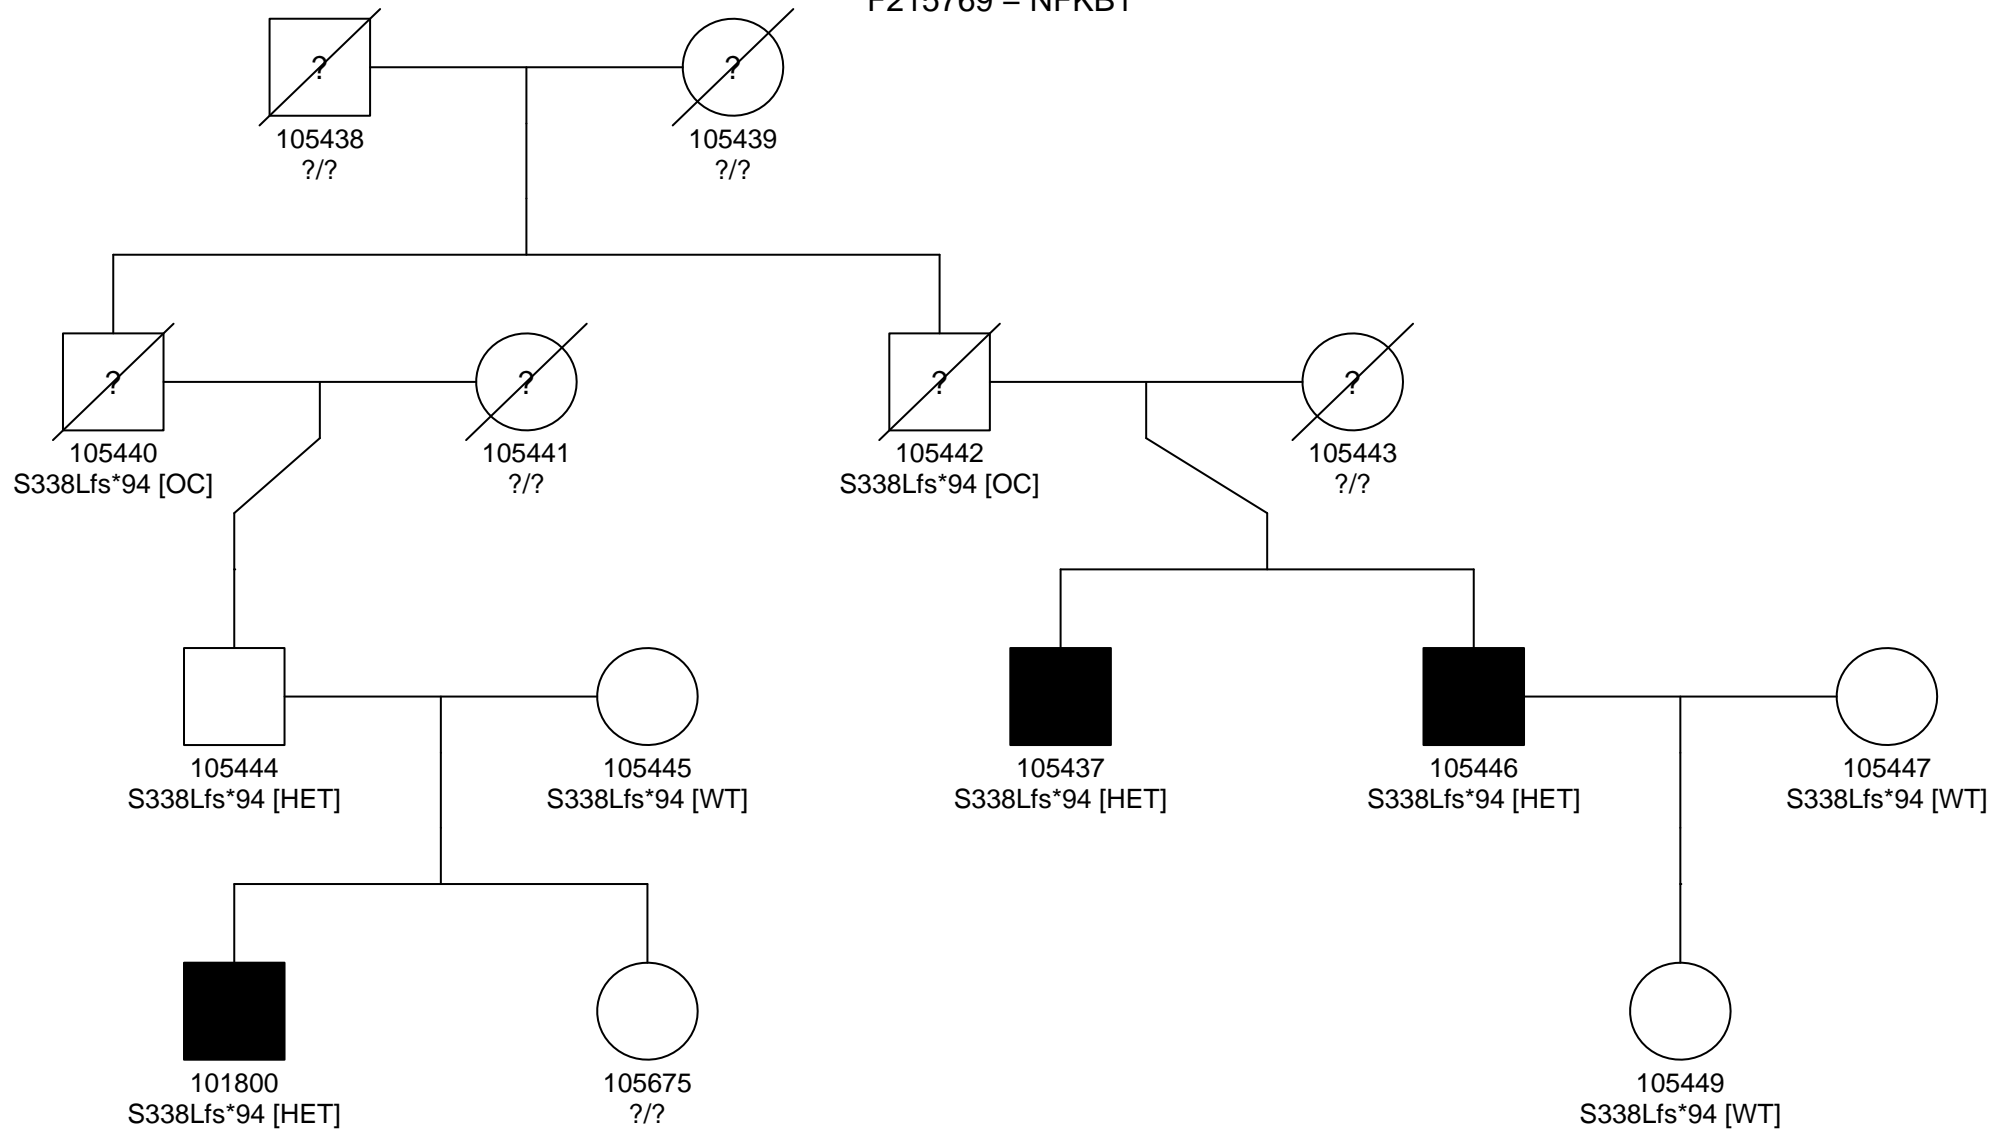 F215769 – NFKB1
? ?
105438 105439
?/? ?/?
? ? ? ?
105440 105441 105442 105443
S338Lfs*94 [OC] ?/? S338Lfs*94 [OC] ?/?
105444 105445 105437 105446 105447
S338Lfs*94 [HET] S338Lfs*94 [WT] S338Lfs*94 [HET] S338Lfs*94 [HET] S338Lfs*94 [WT]
101800 105675 105449
S338Lfs*94 [HET] ?/? S338Lfs*94 [WT]